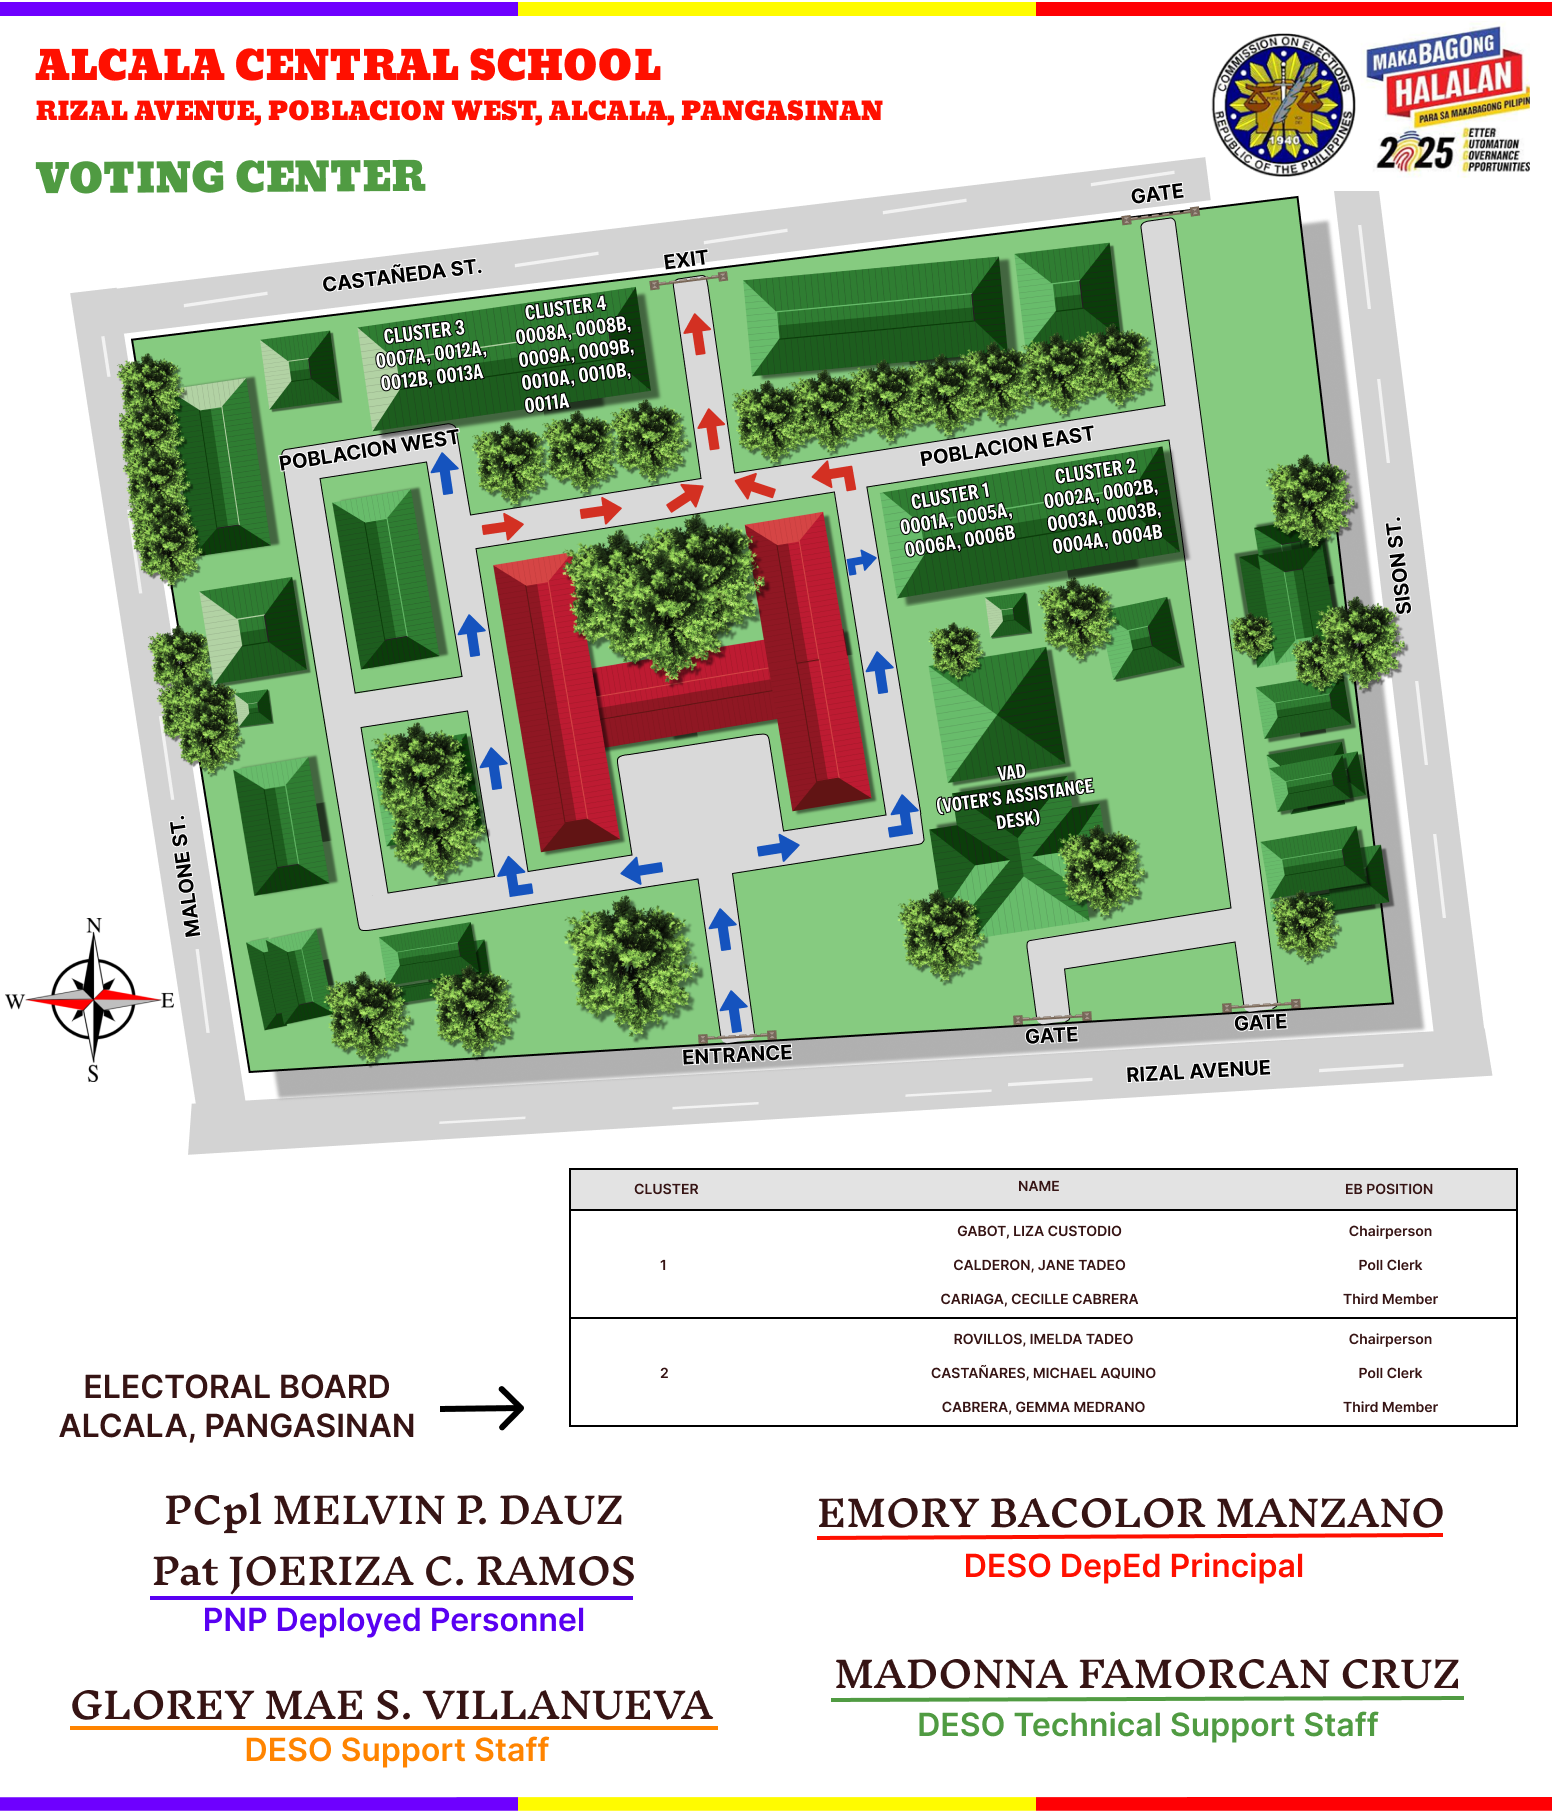 ALCALA CENTRAL SCHOOL
RIZAL AVENUE, POBLACION WEST, ALCALA, PANGASINAN
VOTING CENTER
COMMISSION ON ELECTIONS
1940
REPUBLIC OF THE PHILIPPINES
MAKABAGONG
HALALAN
PARA SA MAKABAGONG PILIPIN
2025
BETTER
AUTOMATION
GOVERNANCE
OPPORTUNITIES
GATE
EXIT
CASTAÑEDA ST.
CLUSTER 3
0007A, 0012A,
0012B, 0013A
CLUSTER 4
0008A, 0008B,
0009A, 0009B,
0010A, 0010B,
0011A
POBLACION WEST
POBLACION EAST
CLUSTER 1
0001A, 0005A,
0006A, 0006B
CLUSTER 2
0002A, 0002B,
0003A, 0003B,
0004A, 0004B
SISON ST.
VAD
(VOTER'S ASSISTANCE
DESK)
MALONE ST.
N
W
E
S
ENTRANCE
GATE
GATE
RIZAL AVENUE
CLUSTER NAME EB POSITION
GABOT, LIZA CUSTODIO Chairperson
1 CALDERON, JANE TADEO Poll Clerk
CARIAGA, CECILLE CABRERA Third Member
ROVILLOS, IMELDA TADEO Chairperson
2 CASTAÑARES, MICHAEL AQUINO Poll Clerk
CABRERA, GEMMA MEDRANO Third Member
ELECTORAL BOARD
ALCALA, PANGASINAN
PCpl MELVIN P. DAUZ
Pat JOERIZA C. RAMOS
PNP Deployed Personnel
EMORY BACOLOR MANZANO
DESO DepEd Principal
GLOREY MAE S. VILLANUEVA
DESO Support Staff
MADONNA FAMORCAN CRUZ
DESO Technical Support Staff